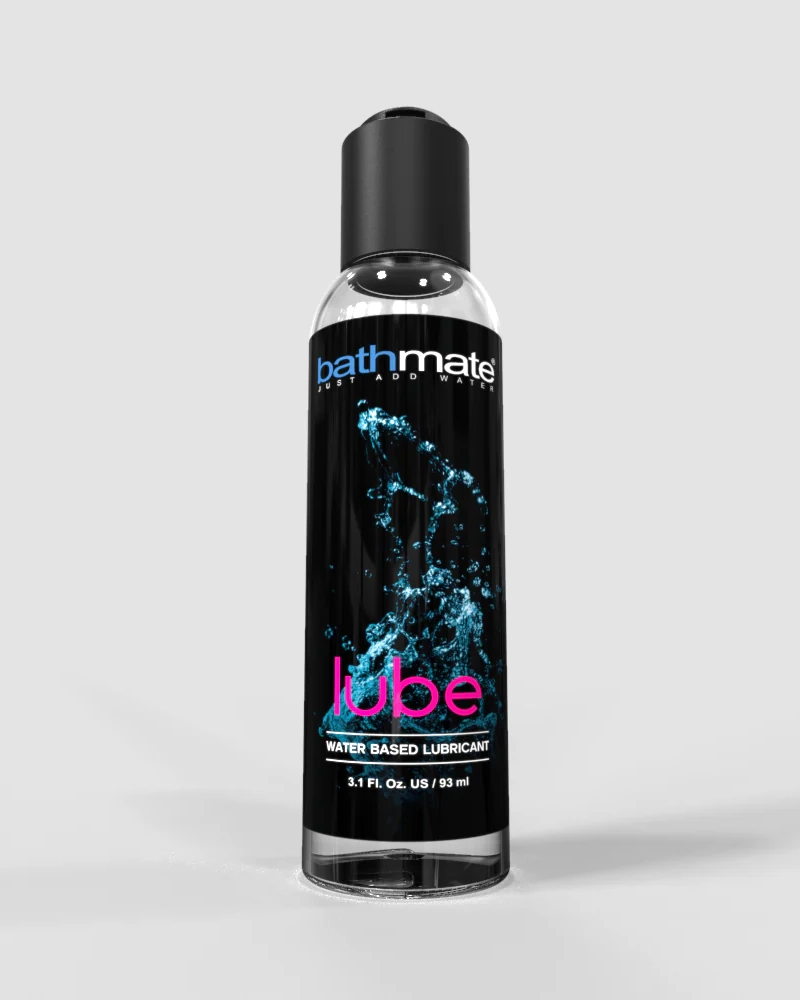 bathmate®
JUST ADD WATER
lube
WATER BASED LUBRICANT
3.1 Fl. Oz. US / 93 ml